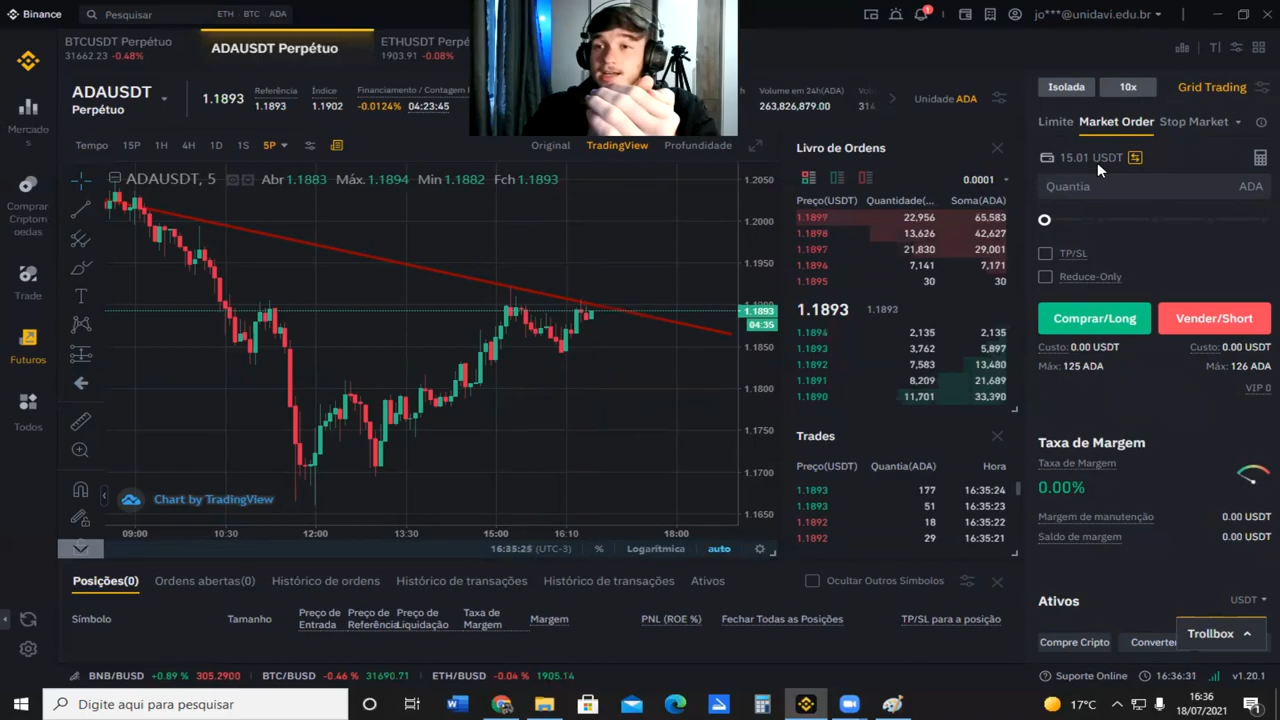 Binance
Pesquisar
ETH BTC ADA
jo***@unidavi.edu.br
BTCUSDT Perpétuo
31662.23 -0.48%
ADAUSDT Perpétuo
ETHUSDT Perpé
1903.91 -0.08%
ADAUSDT
Perpétuo
1.1893
Referência
1.1893
Índice
1.1902
Financiamento / Contagem
-0.0124% 04:23:45
Volume em 24h(ADA)
263,826,879.00
Vol
314
Unidade ADA
Isolada
10x
Grid Trading
Limite
Market Order
Stop Market
15.01 USDT
Quantia
ADA
TP/SL
Reduce-Only
Comprar/Long
Vender/Short
Custo: 0.00 USDT
Custo: 0.00 USDT
Máx: 125 ADA
Máx: 126 ADA
VIP 0
Taxa de Margem
Taxa de Margem
0.00%
Margem de manutenção
0.00 USDT
Saldo de margem
0.00 USDT
Ativos
USDT
Compre Cripto
Converter
Trollbox
Mercados
Comprar Criptomoedas
Trade
Futuros
Todos
Tempo 15P 1H 4H 1D 1S 5P
Original
TradingView
Profundidade
ADAUSDT, 5
Abr 1.1883 Máx. 1.1894 Mín 1.1882 Fch 1.1893
1.2050
1.2000
1.1950
1.1900
1.1893
04:35
1.1850
1.1800
1.1750
1.1700
1.1650
Chart by TradingView
09:00 10:30 12:00 13:30 15:00 16:10 18:00
16:35:25 (UTC-3)
%
Logarítmica
auto
Livro de Ordens
0.0001
Preço(USDT) Quantidade(... Soma(ADA)
1.1899 22,956 65,583
1.1898 13,626 42,627
1.1897 21,830 29,001
1.1896 7,141 7,171
1.1895 30 30
1.1893 1.1893
1.1894 2,135 2,135
1.1893 3,762 5,897
1.1892 7,583 13,480
1.1891 8,209 21,689
1.1890 11,701 33,390
Trades
Preço(USDT) Quantia(ADA) Hora
1.1893 177 16:35:24
1.1893 51 16:35:23
1.1892 18 16:35:22
1.1892 29 16:35:21
Posições(0)
Ordens abertas(0)
Histórico de ordens
Histórico de transações
Histórico de transações
Ativos
Ocultar Outros Símbolos
Símbolo
Tamanho
Preço de Entrada
Preço de Referência
Preço de Liquidação
Taxa de Margem
Margem
PNL (ROE %)
Fechar Todas as Posições
TP/SL para a posição
BNB/BUSD +0.89 % 305.2900
BTC/BUSD -0.46 % 31690.71
ETH/BUSD -0.04 % 1905.14
Suporte Online
16:36:31
v1.20.1
Digite aqui para pesquisar
17°C
16:36
18/07/2021